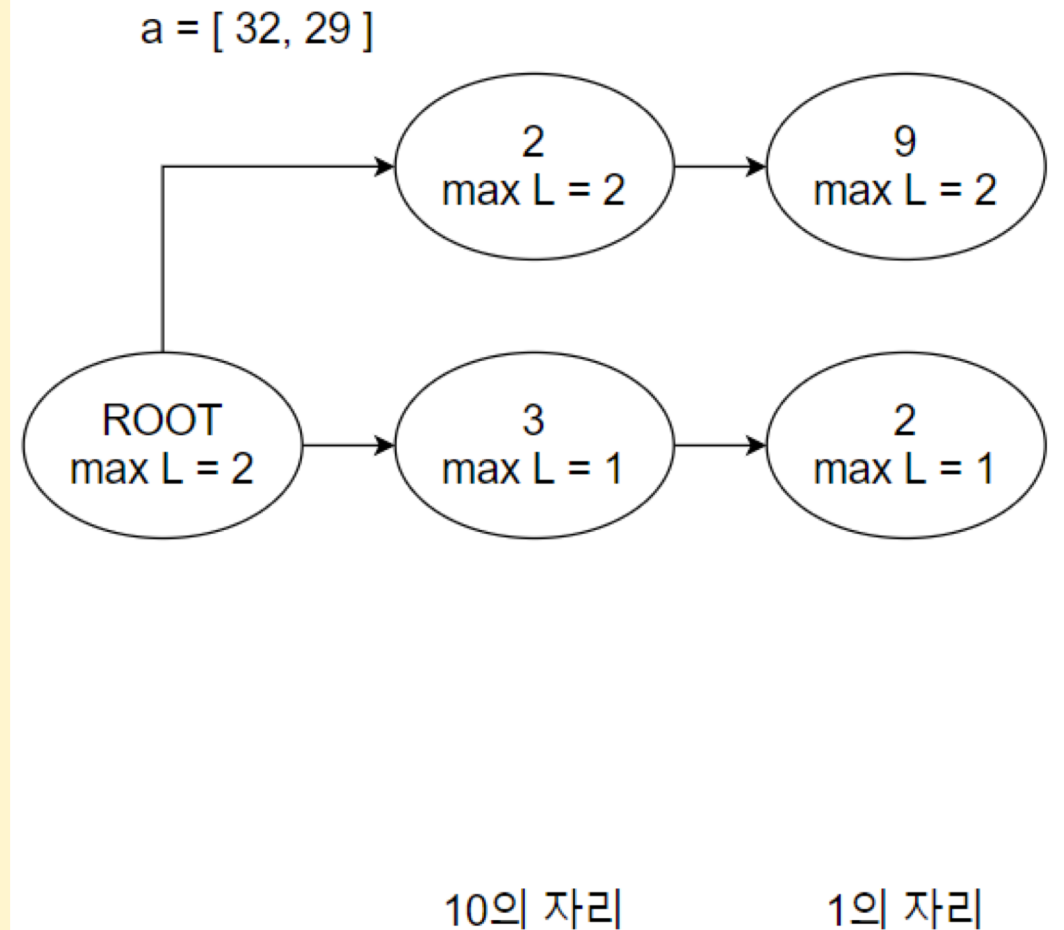 a = [ 32, 29 ]
2
max L = 2
9
max L = 2
ROOT
max L = 2
3
max L = 1
2
max L = 1
10의 자리
1의 자리